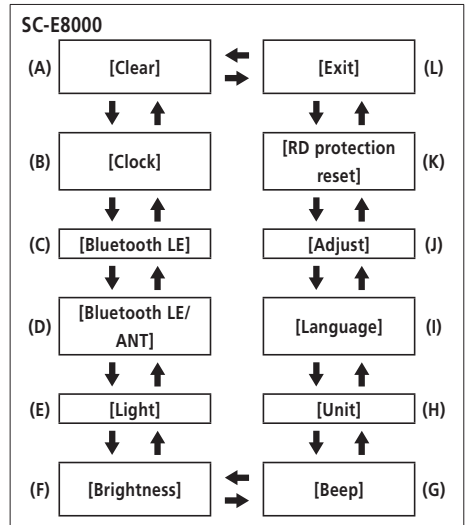 SC-E8000
(A) [Clear] [Exit] (L)
(B) [Clock] [RD protection
reset] (K)
(C) [Bluetooth LE] [Adjust] (J)
(D) [Bluetooth LE/
ANT] [Language] (I)
(E) [Light] [Unit] (H)
(F) [Brightness] [Beep] (G)